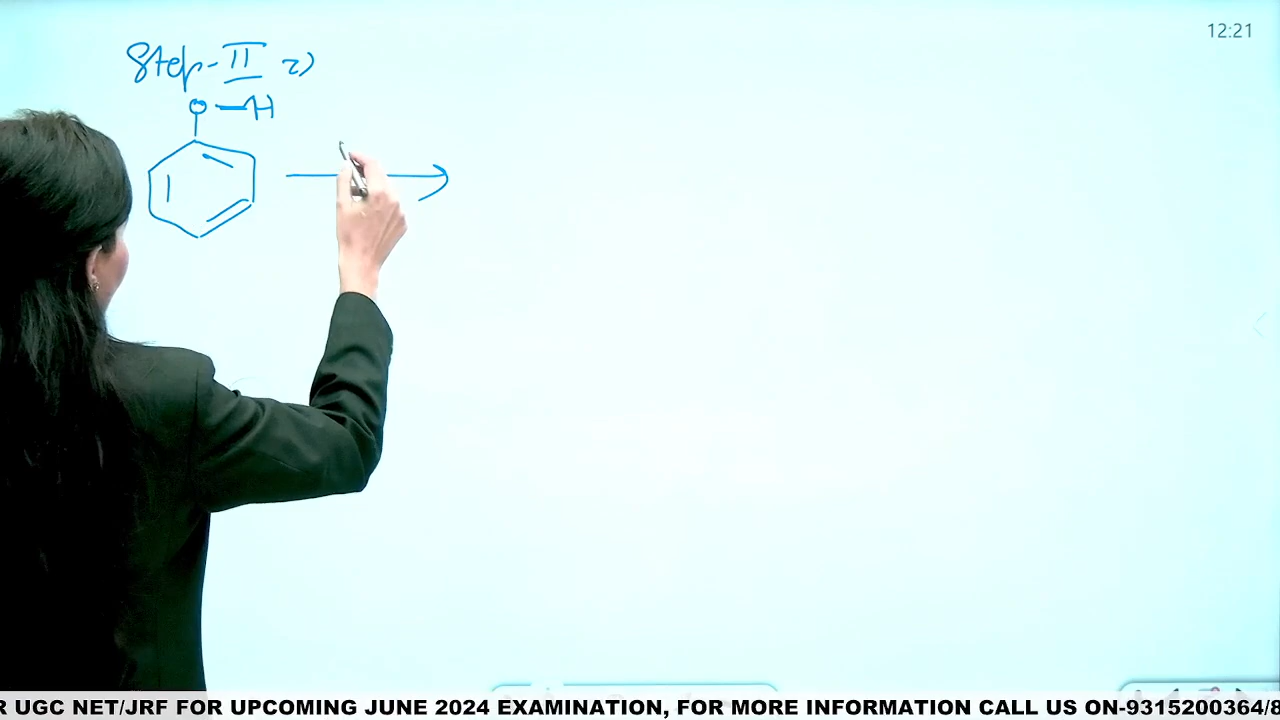 12:21
Step-II 2)
O-H
R UGC NET/JRF FOR UPCOMING JUNE 2024 EXAMINATION, FOR MORE INFORMATION CALL US ON-9315200364/8